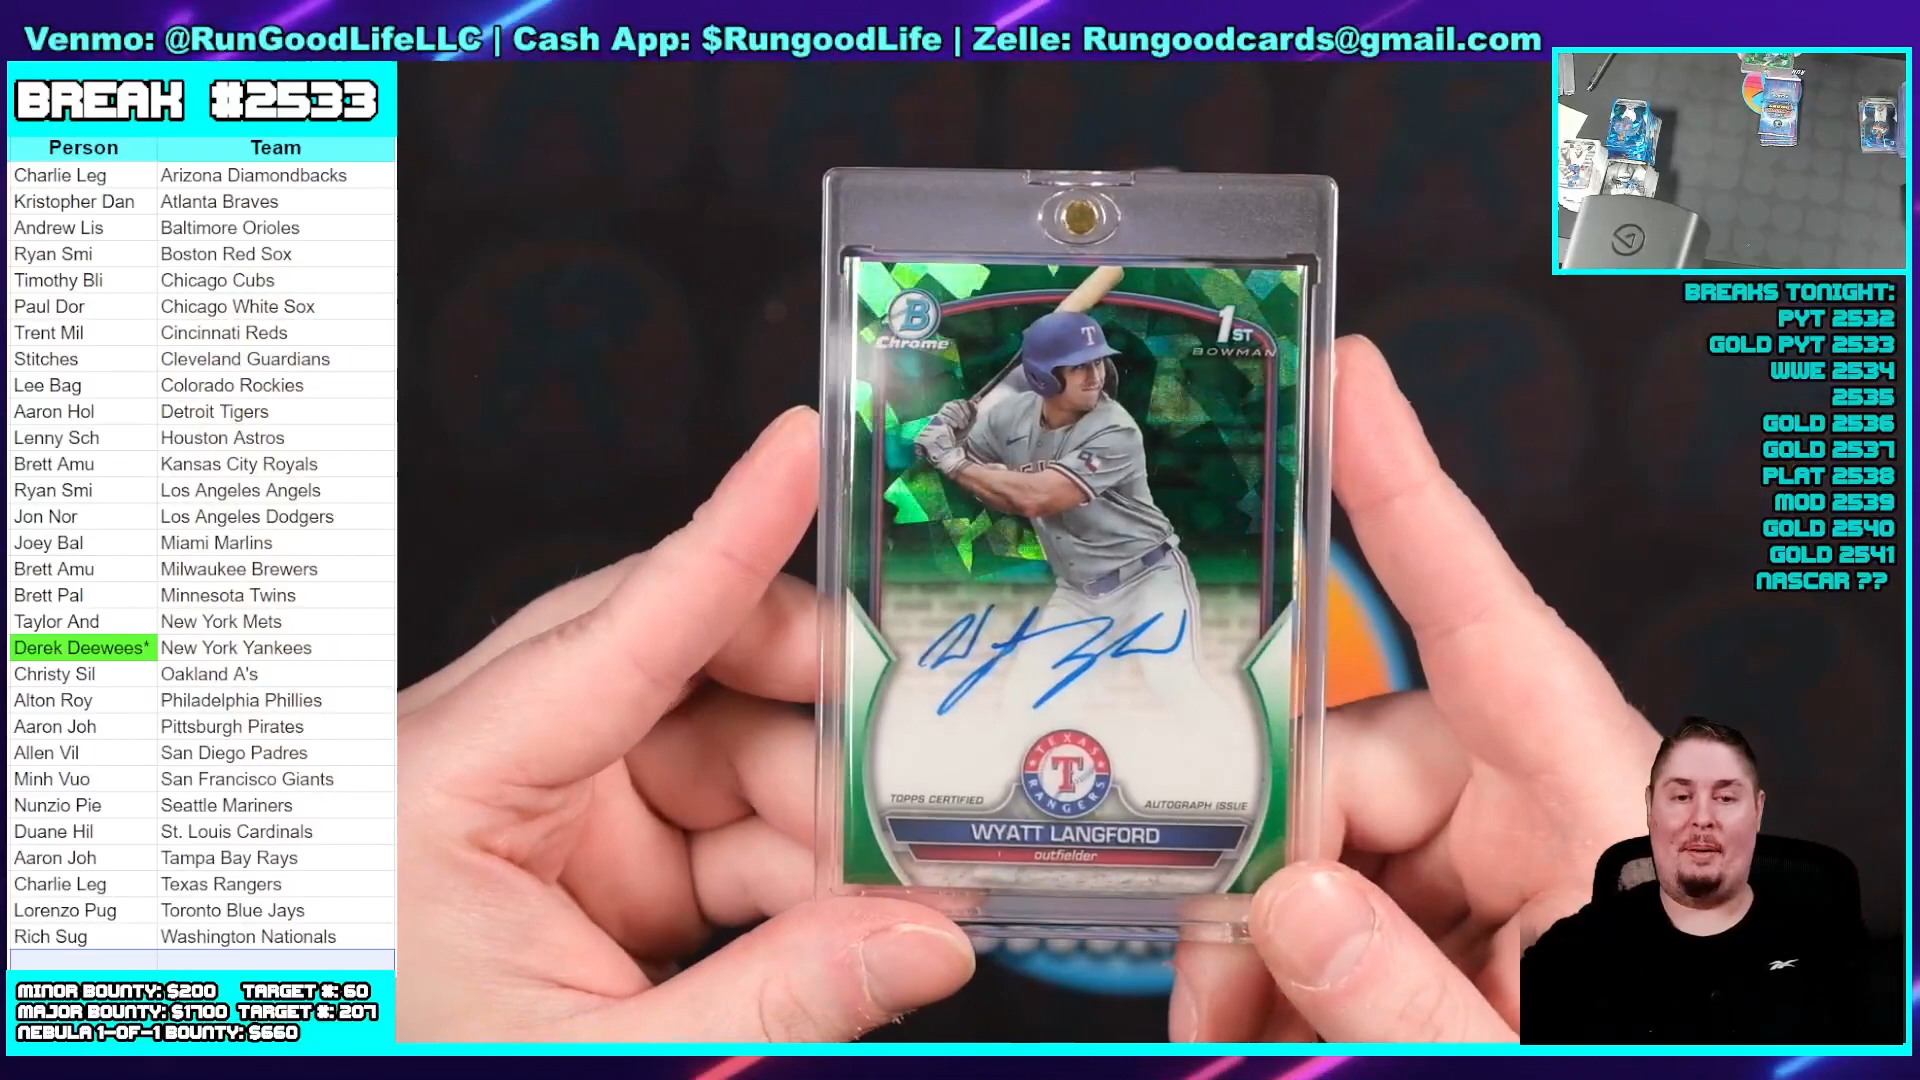 Venmo: @RunGoodLifeLLC | Cash App: $RungoodLife | Zelle: Rungoodcards@gmail.com
BREAK #2533
Person Team
Charlie Leg Arizona Diamondbacks
Kristopher Dan Atlanta Braves
Andrew Lis Baltimore Orioles
Ryan Smi Boston Red Sox
Timothy Bli Chicago Cubs
Paul Dor Chicago White Sox
Trent Mil Cincinnati Reds
Stitches Cleveland Guardians
Lee Bag Colorado Rockies
Aaron Hol Detroit Tigers
Lenny Sch Houston Astros
Brett Amu Kansas City Royals
Ryan Smi Los Angeles Angels
Jon Nor Los Angeles Dodgers
Joey Bal Miami Marlins
Brett Amu Milwaukee Brewers
Brett Pal Minnesota Twins
Taylor And New York Mets
Derek Deewees* New York Yankees
Christy Sil Oakland A's
Alton Roy Philadelphia Phillies
Aaron Joh Pittsburgh Pirates
Allen Vil San Diego Padres
Minh Vuo San Francisco Giants
Nunzio Pie Seattle Mariners
Duane Hil St. Louis Cardinals
Aaron Joh Tampa Bay Rays
Charlie Leg Texas Rangers
Lorenzo Pug Toronto Blue Jays
Rich Sug Washington Nationals
MINOR BOUNTY: $200 TARGET #: 60
MAJOR BOUNTY: $1700 TARGET #: 207
NEBULA 1-OF-1 BOUNTY: $660
B
Chrome
1ST
BOWMAN
T
TEXAS
T
RANGERS
TOPPS CERTIFIED
AUTOGRAPH ISSUE
WYATT LANGFORD
outfielder
BREAKS TONIGHT:
PYT 2532
GOLD PYT 2533
WWE 2534
2535
GOLD 2536
GOLD 2537
PLAT 2538
MOD 2539
GOLD 2540
GOLD 2541
NASCAR ??